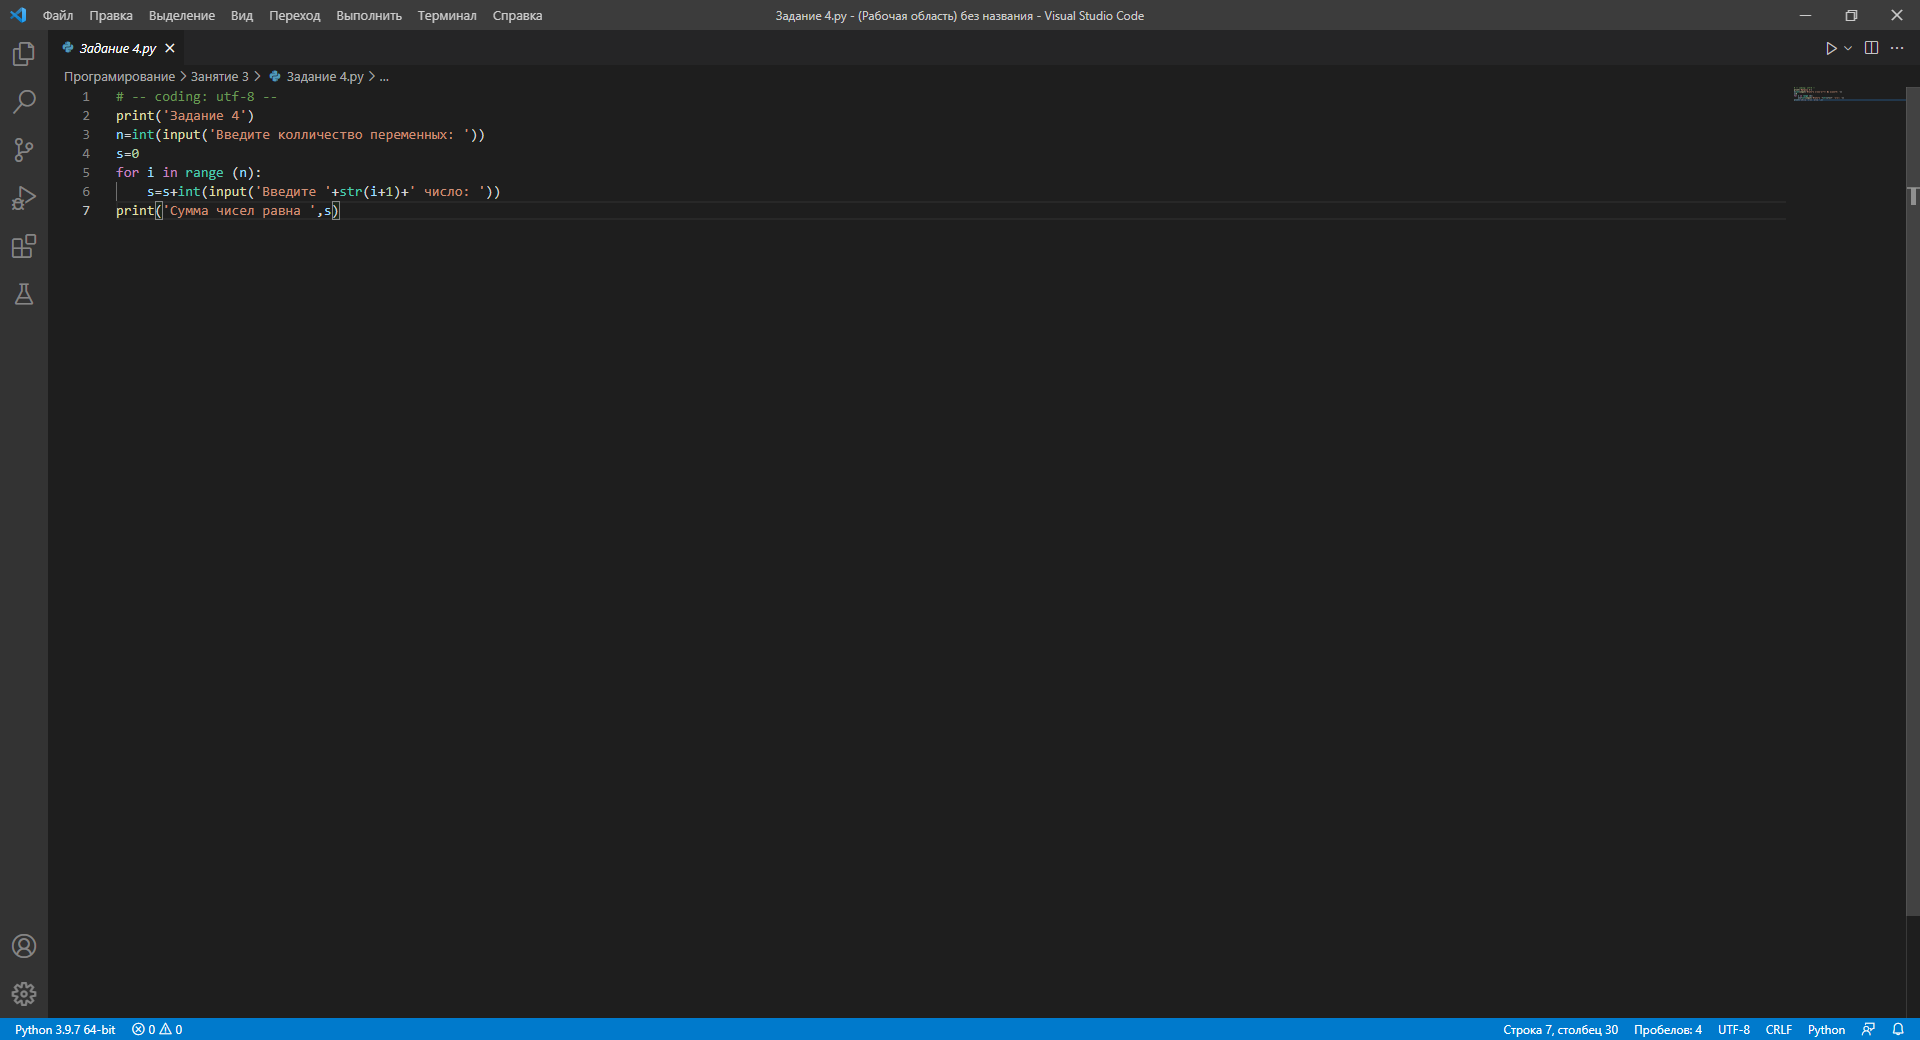 Файл Правка Выделение Вид Переход Выполнить Терминал Справка
Задание 4.py - (Рабочая область) без названия - Visual Studio Code
Задание 4.py
Програмирование > Занятие 3 > Задание 4.py > ...
1 # -- coding: utf-8 --
2 print('Задание 4')
3 n=int(input('Введите колличество переменных: '))
4 s=0
5 for i in range (n):
6 s=s+int(input('Введите '+str(i+1)+' число: '))
7 print('Сумма чисел равна ',s)
Python 3.9.7 64-bit 0 0 Строка 7, столбец 30 Пробелов: 4 UTF-8 CRLF Python